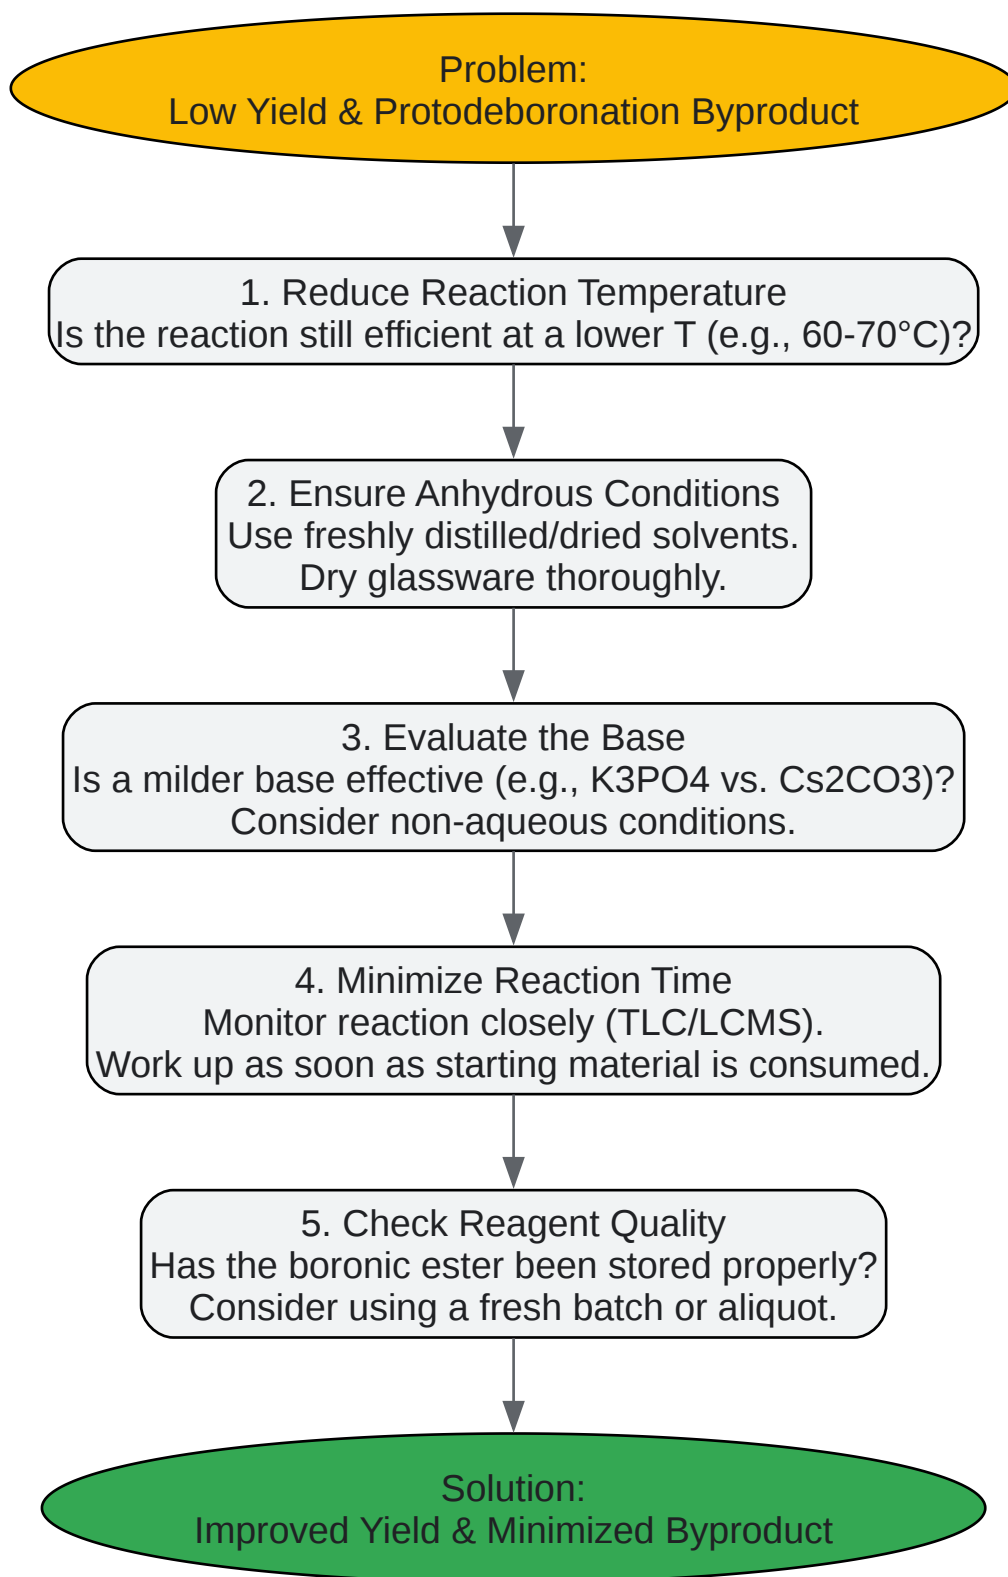 Problem:
Low Yield & Protodeboronation Byproduct
1. Reduce Reaction Temperature
Is the reaction still efficient at a lower T (e.g., 60-70°C)?
2. Ensure Anhydrous Conditions
Use freshly distilled/dried solvents.
Dry glassware thoroughly.
3. Evaluate the Base
Is a milder base effective (e.g., K3PO4 vs. Cs2CO3)?
Consider non-aqueous conditions.
4. Minimize Reaction Time
Monitor reaction closely (TLC/LCMS).
Work up as soon as starting material is consumed.
5. Check Reagent Quality
Has the boronic ester been stored properly?
Consider using a fresh batch or aliquot.
Solution:
Improved Yield & Minimized Byproduct